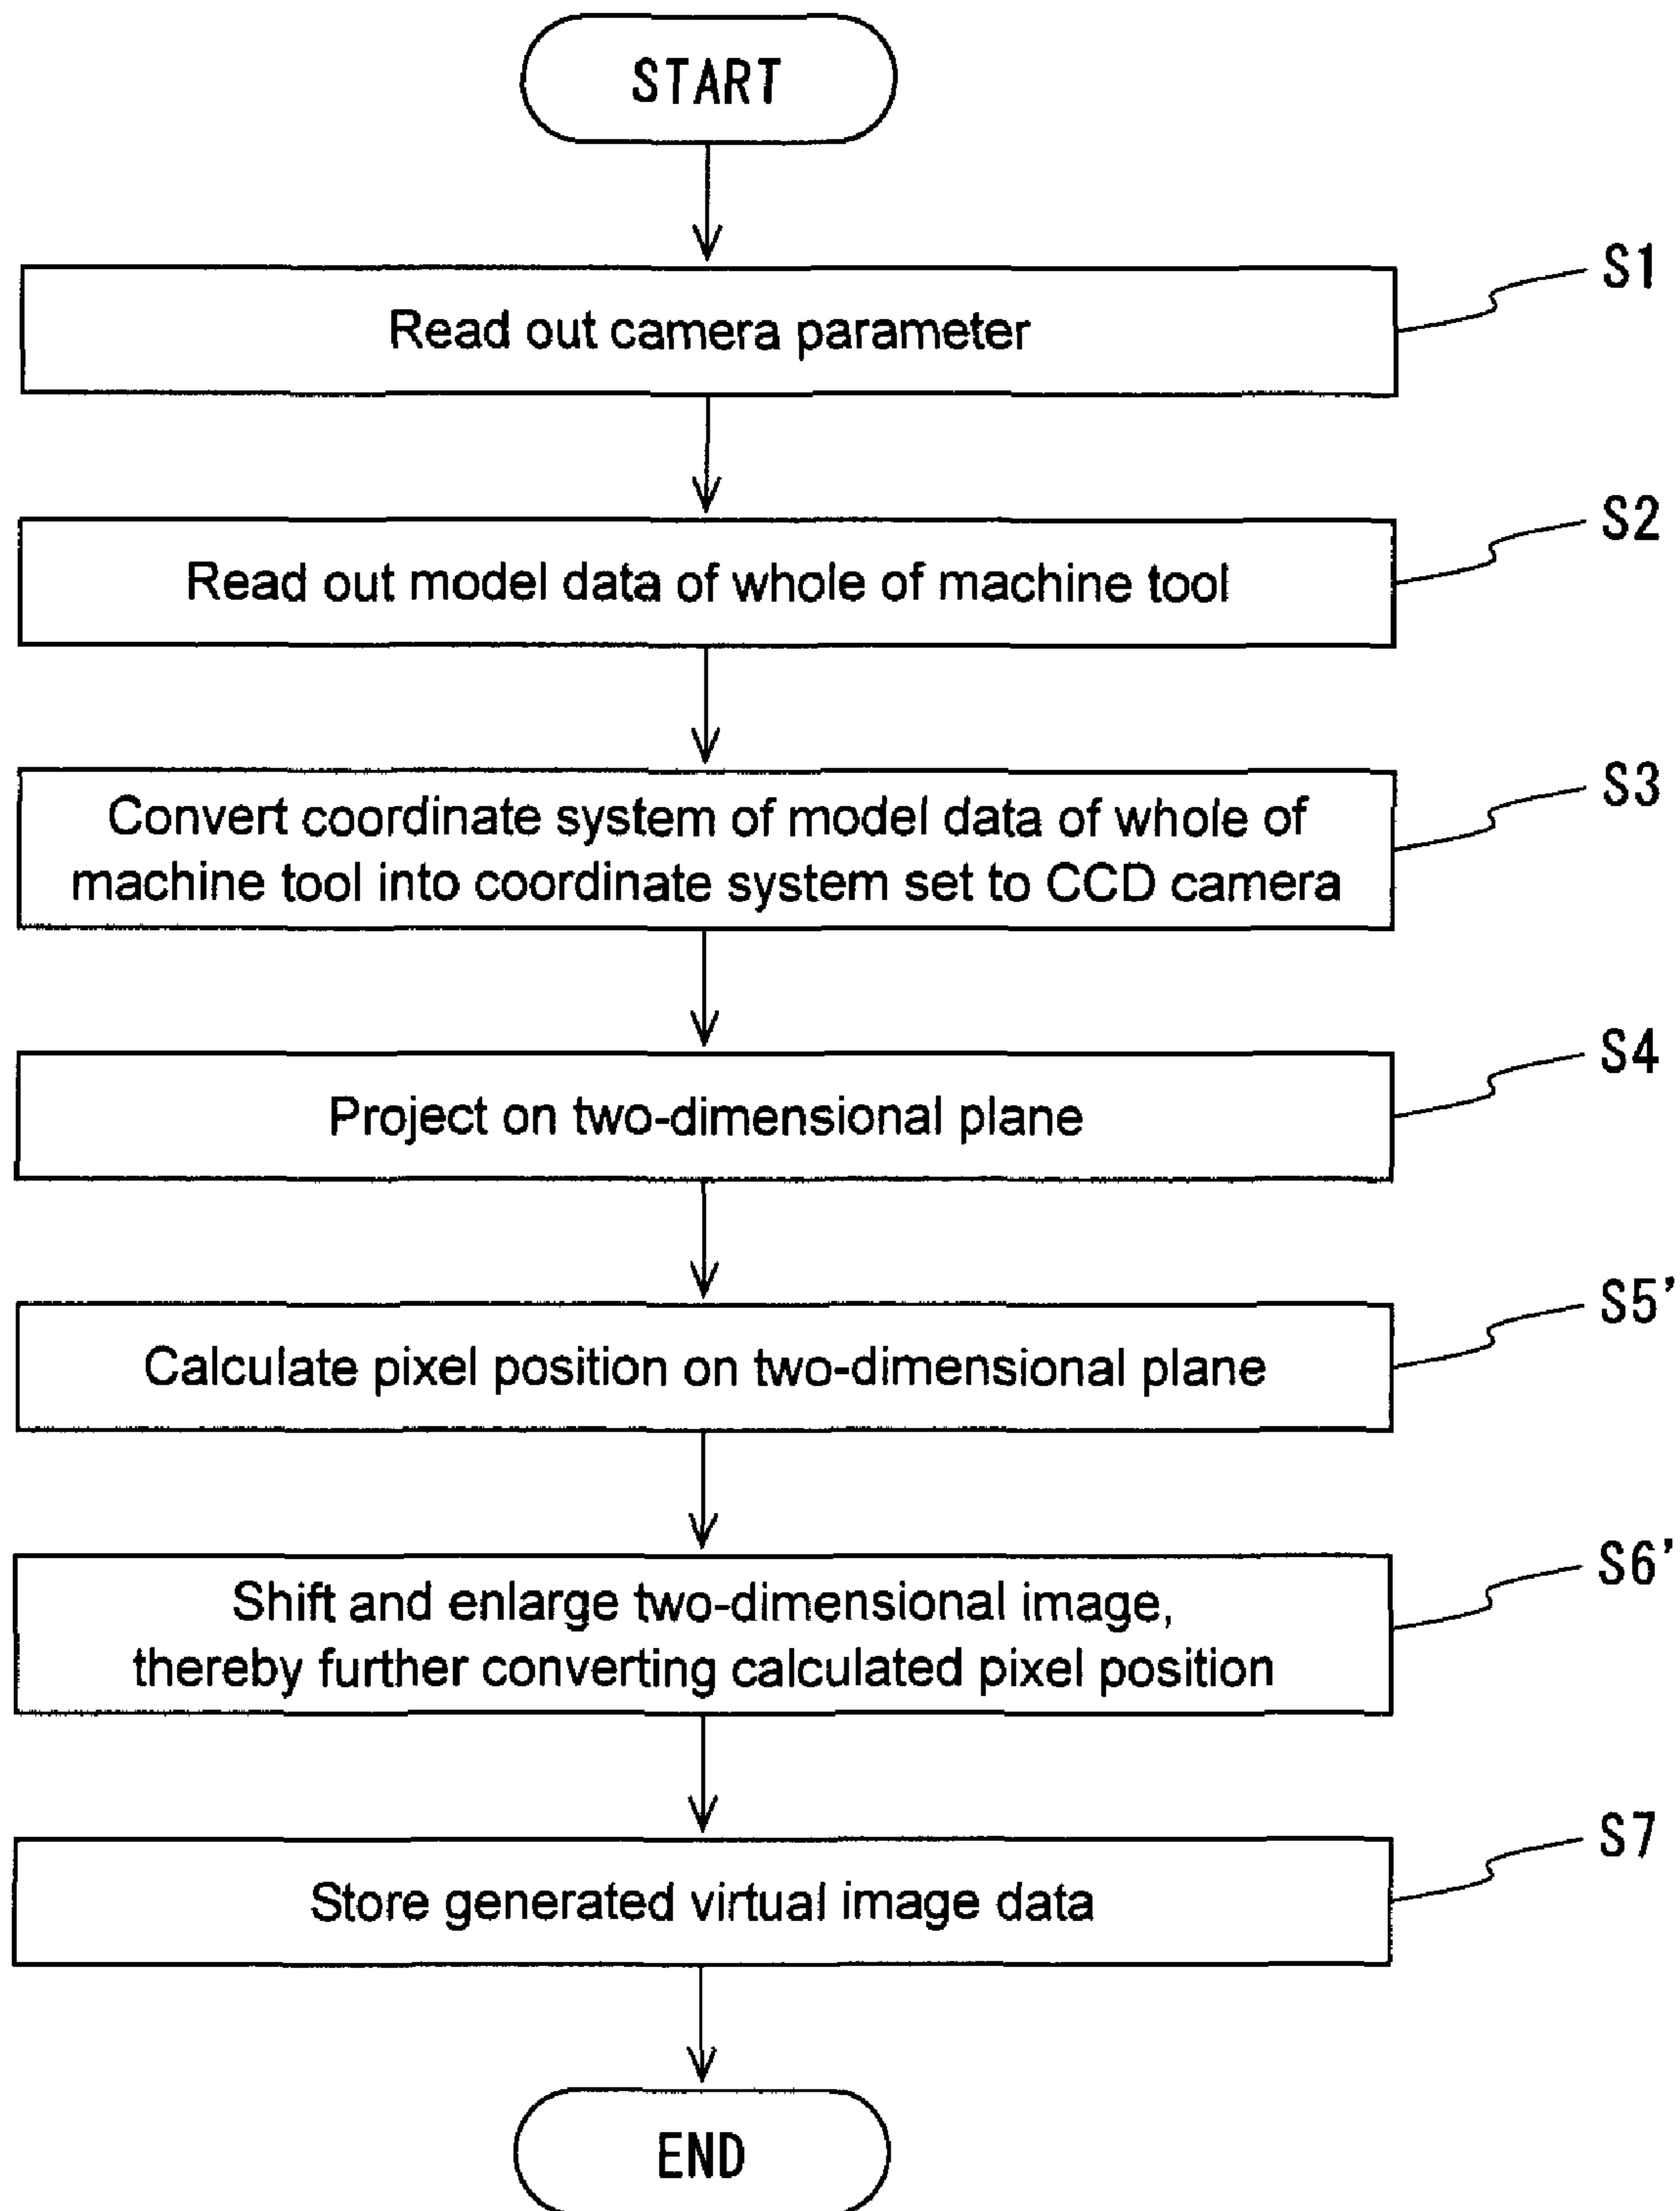 START
S1
Read out camera parameter
S2
Read out model data of whole of machine tool
S3
Convert coordinate system of model data of whole of
machine tool into coordinate system set to CCD camera
S4
Project on two-dimensional plane
S5'
Calculate pixel position on two-dimensional plane
S6'
Shift and enlarge two-dimensional image,
thereby further converting calculated pixel position
S7
Store generated virtual image data
END